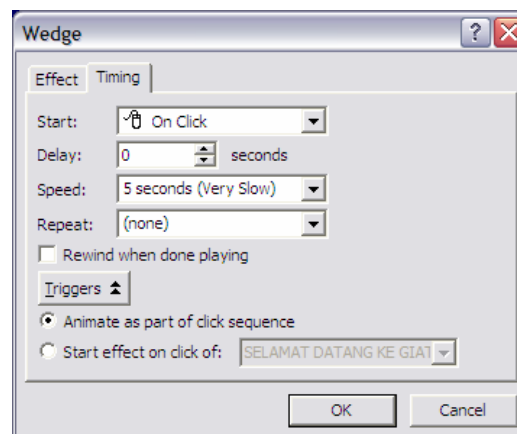 Wedge
Effect Timing
Start: On Click
Delay: 0 seconds
Speed: 5 seconds (Very Slow)
Repeat: (none)
Rewind when done playing
Triggers
Animate as part of click sequence
Start effect on click of: SELAMAT DATANG KE GIAT
OK Cancel